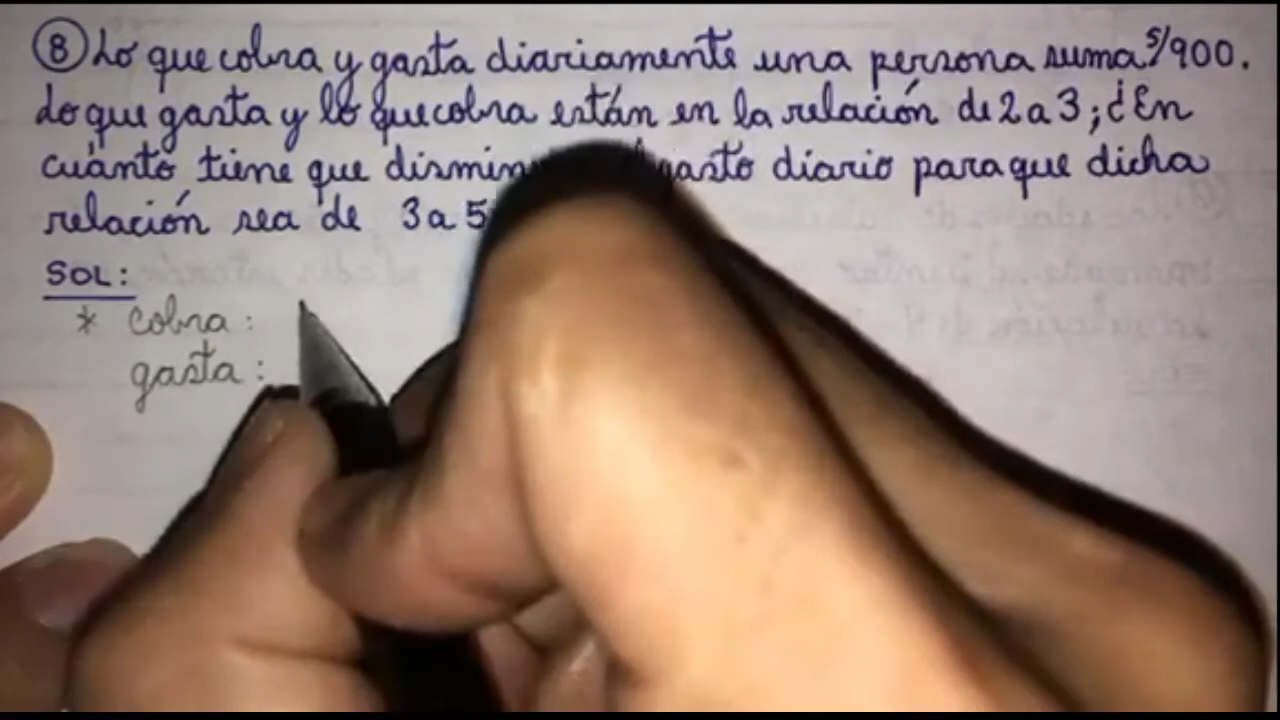 8 Lo que cobra y gasta diariamente una persona suma S/900.
Lo que gasta y lo que cobra están en la relación de 2 a 3; ¿En
cuánto tiene que gasto diario para que dicha
relación sea de 3 a 5
SOL:
* cobra:
gasta: